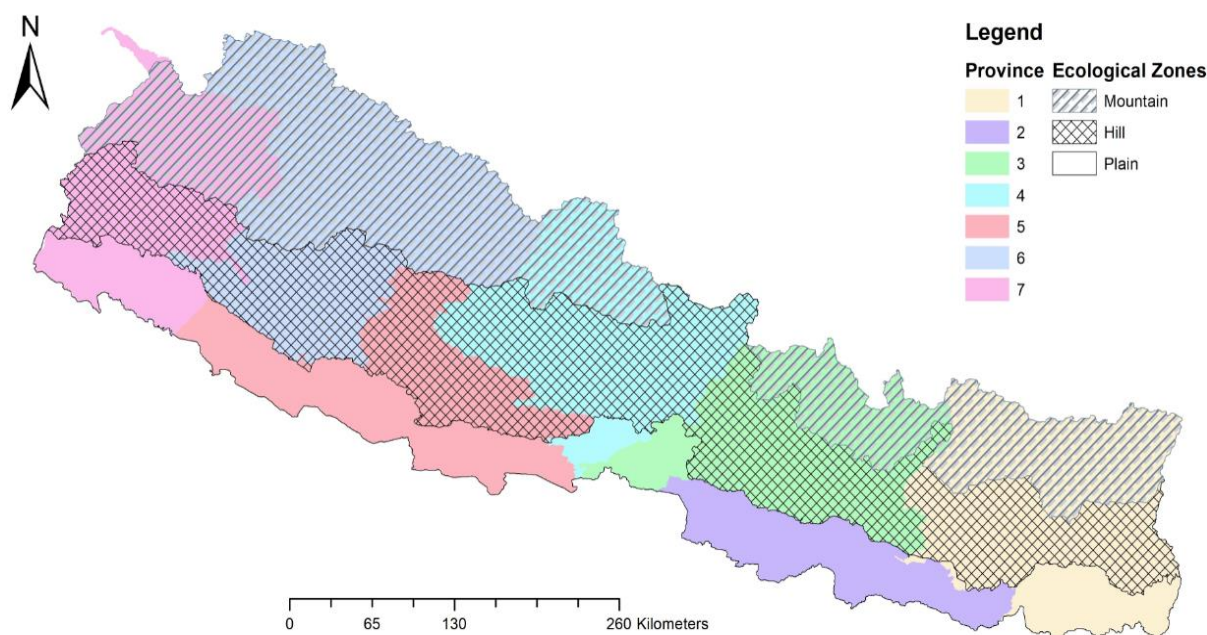 N
Legend
Province Ecological Zones
1 Mountain
2 Hill
3 Plain
4
5
6
7
0 65 130 260 Kilometers